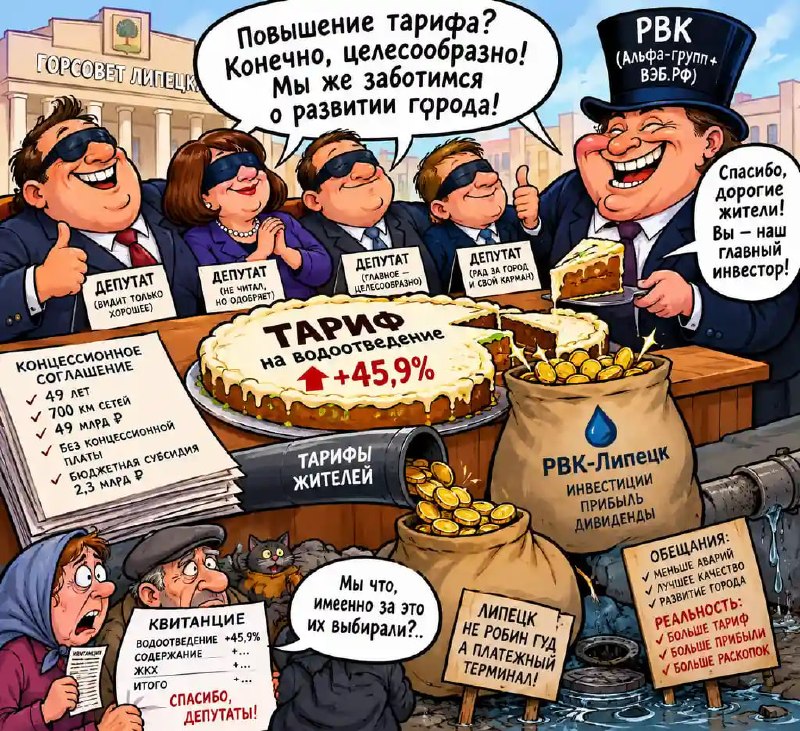 ГОРСОВЕТ ЛИПЕЦК
Повышение тарифа?
Конечно, целесообразно!
Мы же заботимся
о развитии города!
РВК
(Альфа-групп+
ВЭБ.РФ)
Спасибо,
дорогие
жители!
Вы – наш
главный
инвестор!
ДЕПУТАТ
(ВИДИТ ТОЛЬКО
ХОРОШЕЕ)
ДЕПУТАТ
(НЕ ЧИТАЛ,
НО ОДОБРЯЕТ)
ДЕПУТАТ
(ГЛАВНОЕ –
ЦЕЛЕСООБРАЗНО)
ДЕПУТАТ
(РАД ЗА ГОРОД
И СВОЙ КАРМАН)
ТАРИФ
на водоотведение
+45,9%
КОНЦЕССИОННОЕ
СОГЛАШЕНИЕ
✓ 49 ЛЕТ
✓ 700 КМ СЕТЕЙ
✓ 49 МЛРД ₽
✓ БЕЗ КОНЦЕССИОННОЙ
ПЛАТЫ
✓ БЮДЖЕТНАЯ СУБСИДИЯ
2,3 МЛРД ₽
ТАРИФЫ
ЖИТЕЛЕЙ
РВК-Липецк
ИНВЕСТИЦИИ
ПРИБЫЛЬ
ДИВИДЕНДЫ
ОБЕЩАНИЯ:
✓ МЕНЬШЕ АВАРИЙ
✓ ЛУЧШЕЕ КАЧЕСТВО
✓ РАЗВИТИЕ ГОРОДА
РЕАЛЬНОСТЬ:
✓ БОЛЬШЕ ТАРИФ
✓ БОЛЬШЕ ПРИБЫЛИ
✓ БОЛЬШЕ РАСКОПОК
Мы что,
именно за это
их выбирали?..
ЛИПЕЦК
НЕ РОБИН ГУД
А ПЛАТЕЖНЫЙ
ТЕРМИНАЛ!
КВИТАНЦИЕ
ВОДООТВЕДЕНИЕ +45,9%
СОДЕРЖАНИЕ +...
ЖКХ +...
ИТОГО +...
СПАСИБО,
ДЕПУТАТЫ!